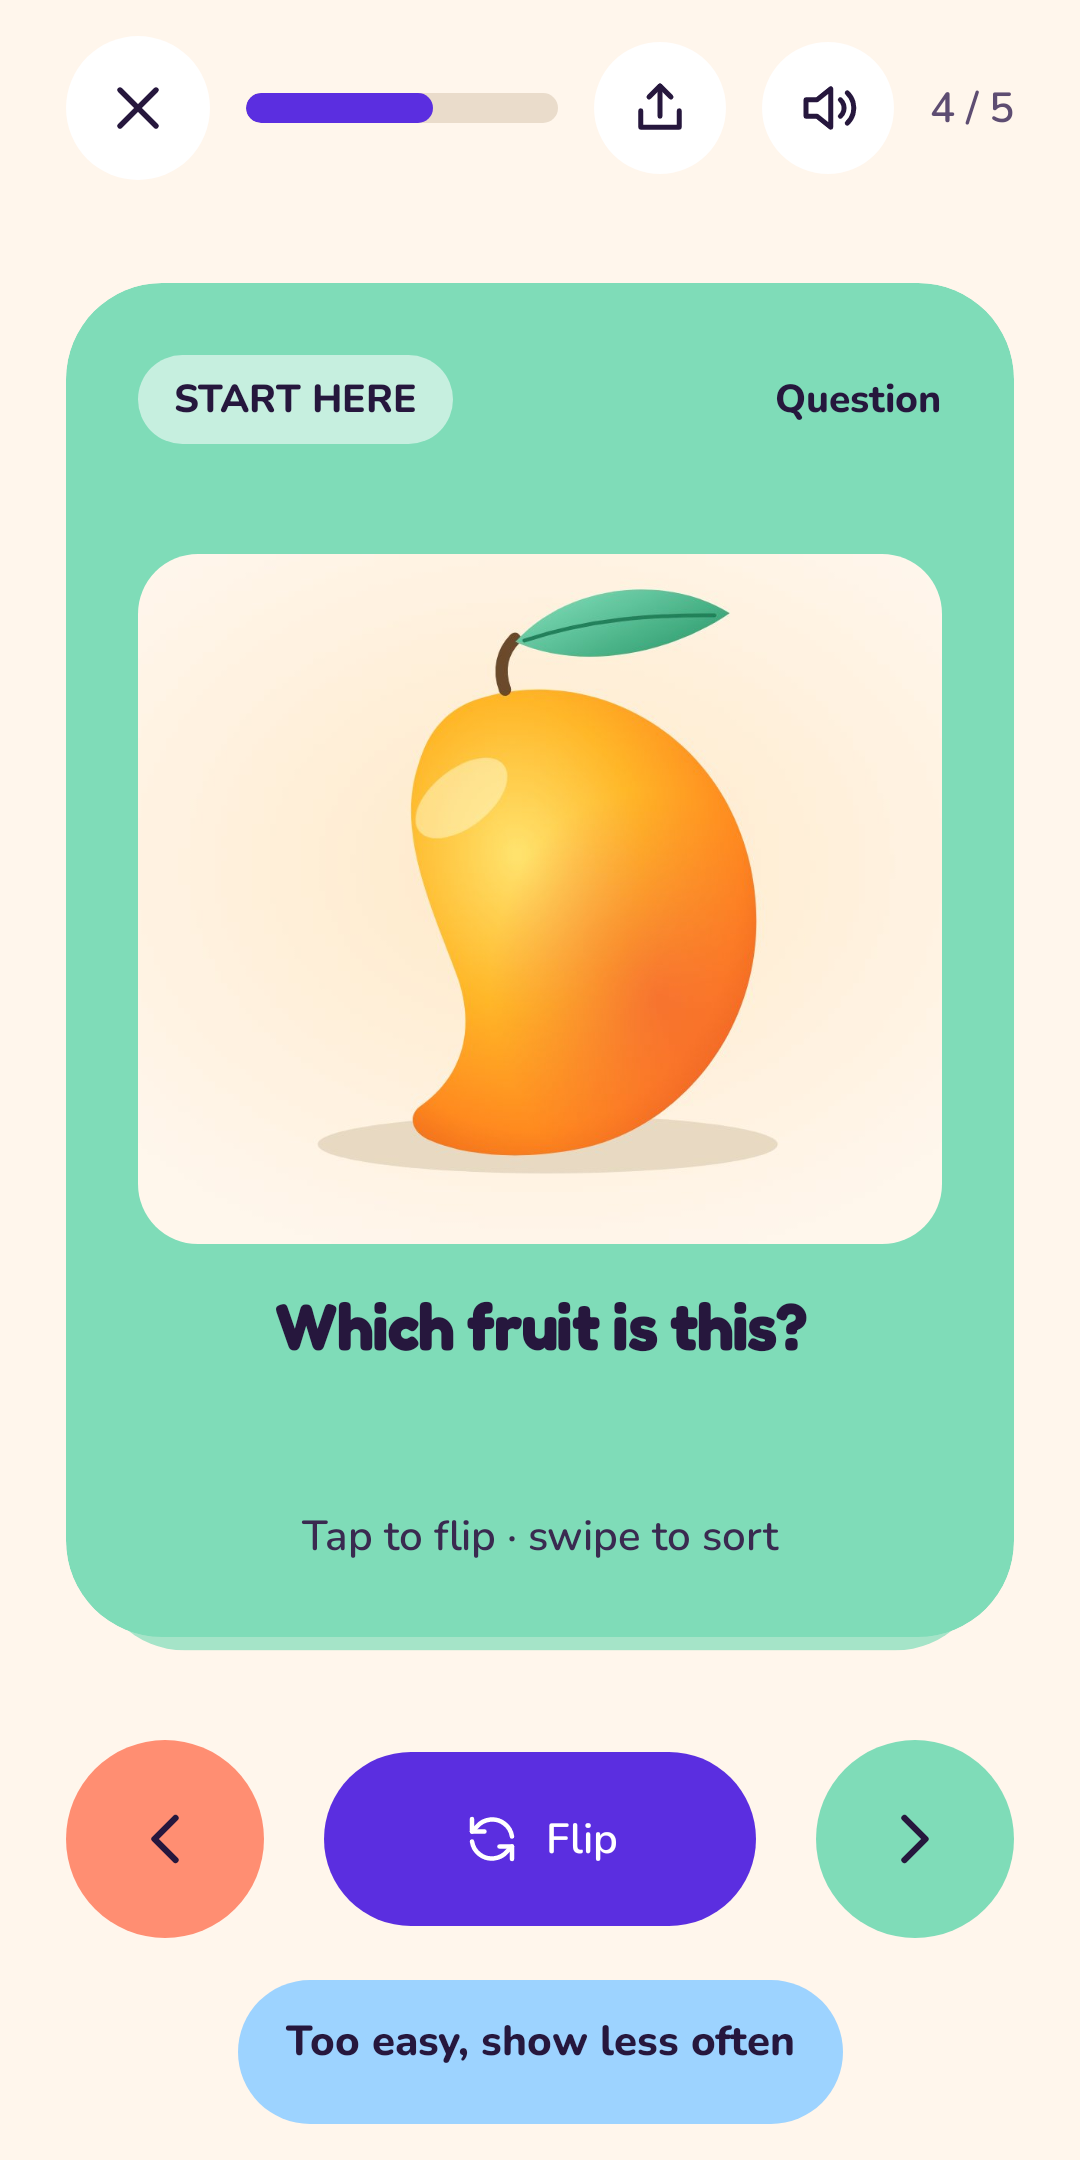 4 / 5
START HERE
Question
Which fruit is this?
Tap to flip · swipe to sort
Flip
Too easy, show less often